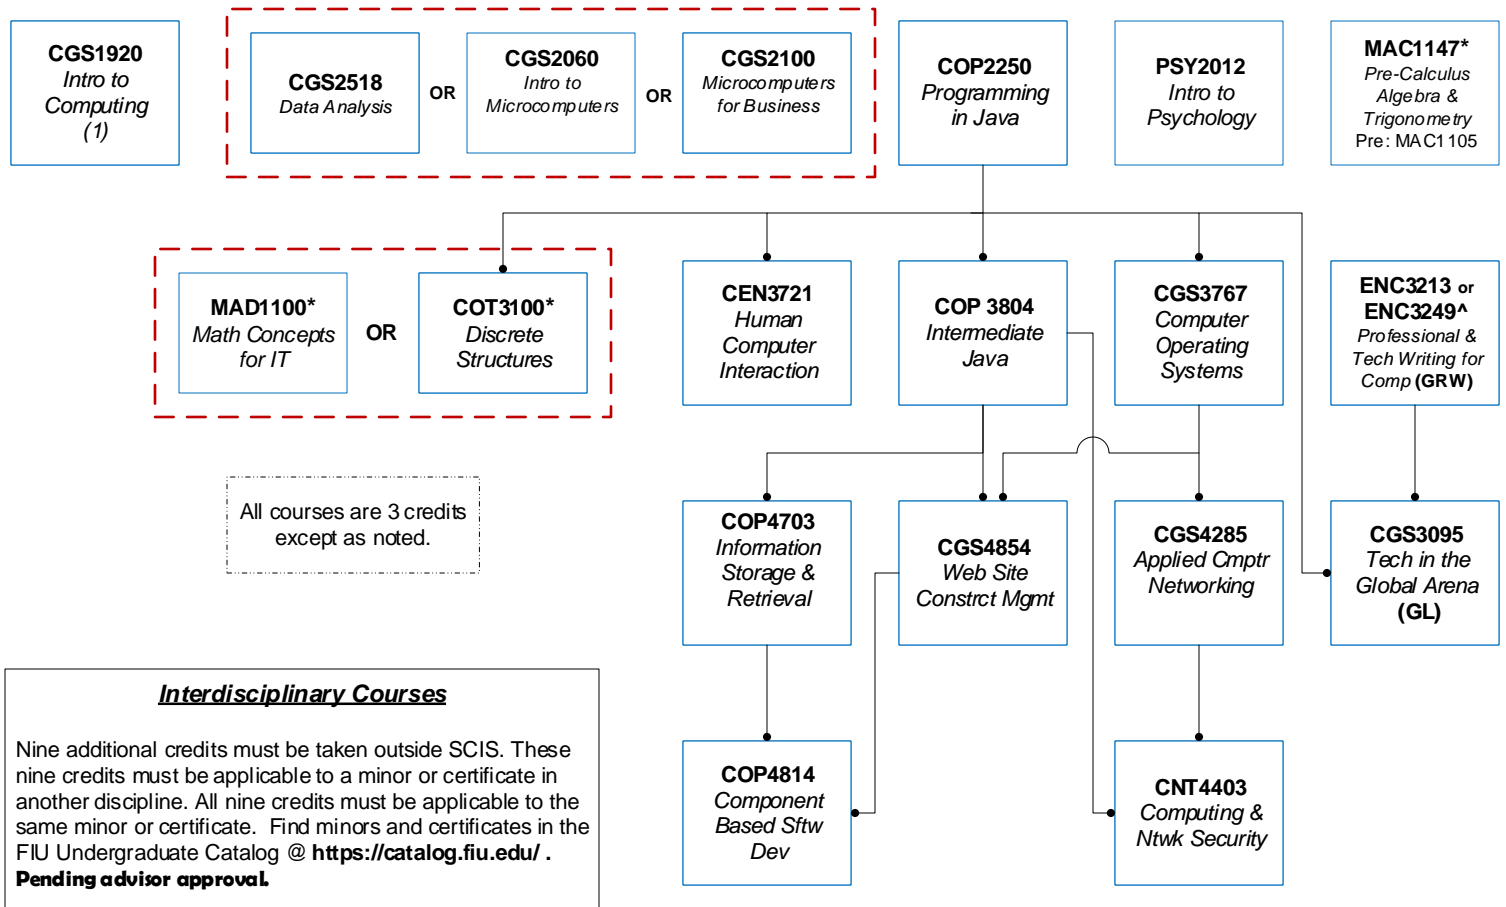 CGS1920
Intro to
Computing
(1)
CGS2518
Data Analysis
OR
CGS2060
Intro to
Microcomputers
OR
CGS2100
Microcomputers
for Business
COP2250
Programming
in Java
PSY2012
Intro to
Psychology
MAC1147*
Pre-Calculus
Algebra &
Trigonometry
Pre: MAC1105
MAD1100*
Math Concepts
for IT
OR
COT3100*
Discrete
Structures
CEN3721
Human
Computer
Interaction
COP 3804
Intermediate
Java
CGS3767
Computer
Operating
Systems
ENC3213 or
ENC3249^
Professional &
Tech Writing for
Comp (GRW)
All courses are 3 credits
except as noted.
COP4703
Information
Storage &
Retrieval
CGS4854
Web Site
Constrct Mgmt
CGS4285
Applied Cmptr
Networking
CGS3095
Tech in the
Global Arena
(GL)
Interdisciplinary Courses
Nine additional credits must be taken outside SCIS. These
nine credits must be applicable to a minor or certificate in
another discipline. All nine credits must be applicable to the
same minor or certificate. Find minors and certificates in the
FIU Undergraduate Catalog @ https://catalog.fiu.edu/ .
Pending advisor approval.
COP4814
Component
Based Sftw
Dev
CNT4403
Computing &
Ntwk Security